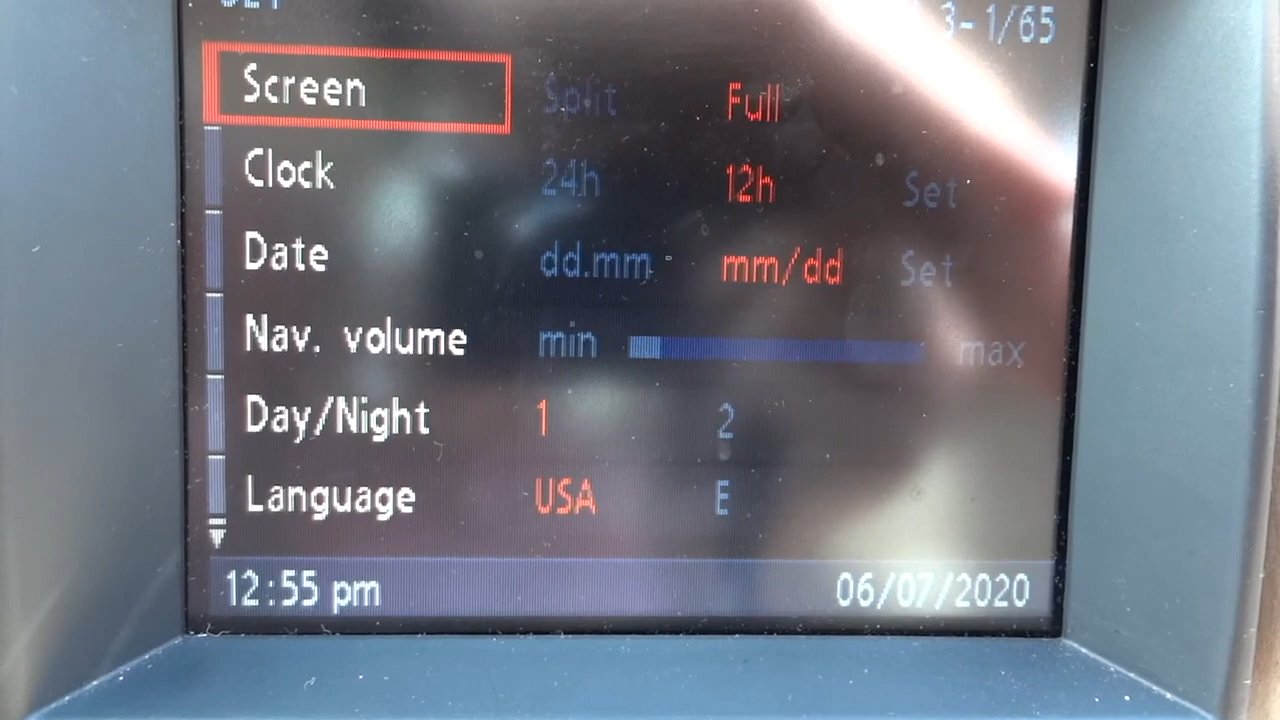 SET
3-1/65
Screen Split Full
Clock 24h 12h Set
Date dd.mm mm/dd Set
Nav. volume min max
Day/Night 1 2
Language USA E
12:55 pm 06/07/2020